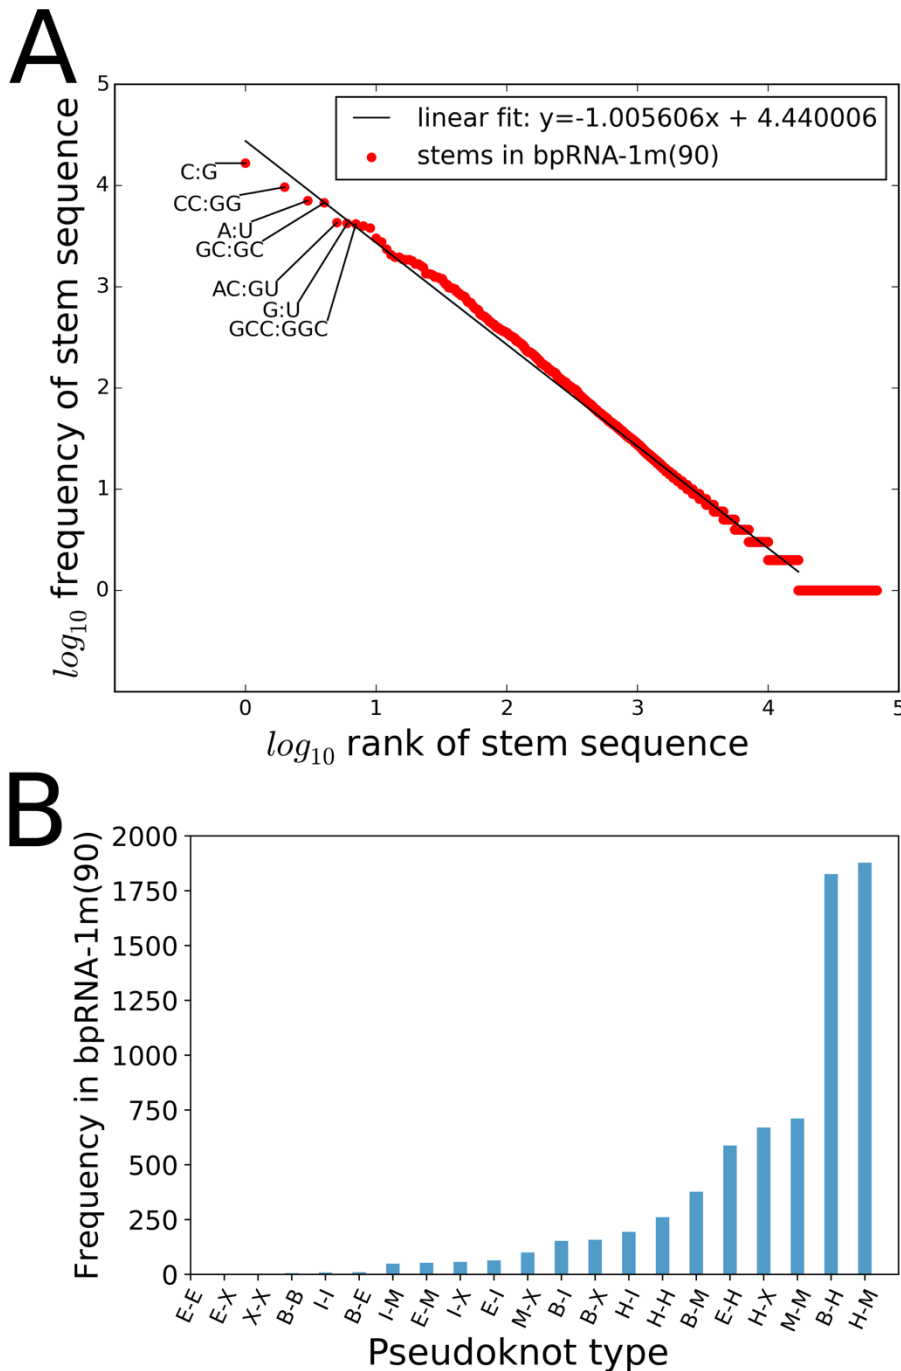 A
5
4
3
2
1
0
log10 frequency of stem sequence
linear fit: y=-1.005606x + 4.440006
stems in bpRNA-1m(90)
C:G
CC:GG
A:U
GC:GC
AC:GU
G:U
GCC:GGC
0 1 2 3 4 5
log10 rank of stem sequence
B
2000
1750
1500
1250
1000
750
500
250
0
Frequency in bpRNA-1m(90)
E-E E-X X-X B-B I-I B-E I-M E-M I-X E-I M-X B-I B-X H-I H-H B-M E-H H-X M-M B-H H-M
Pseudoknot type